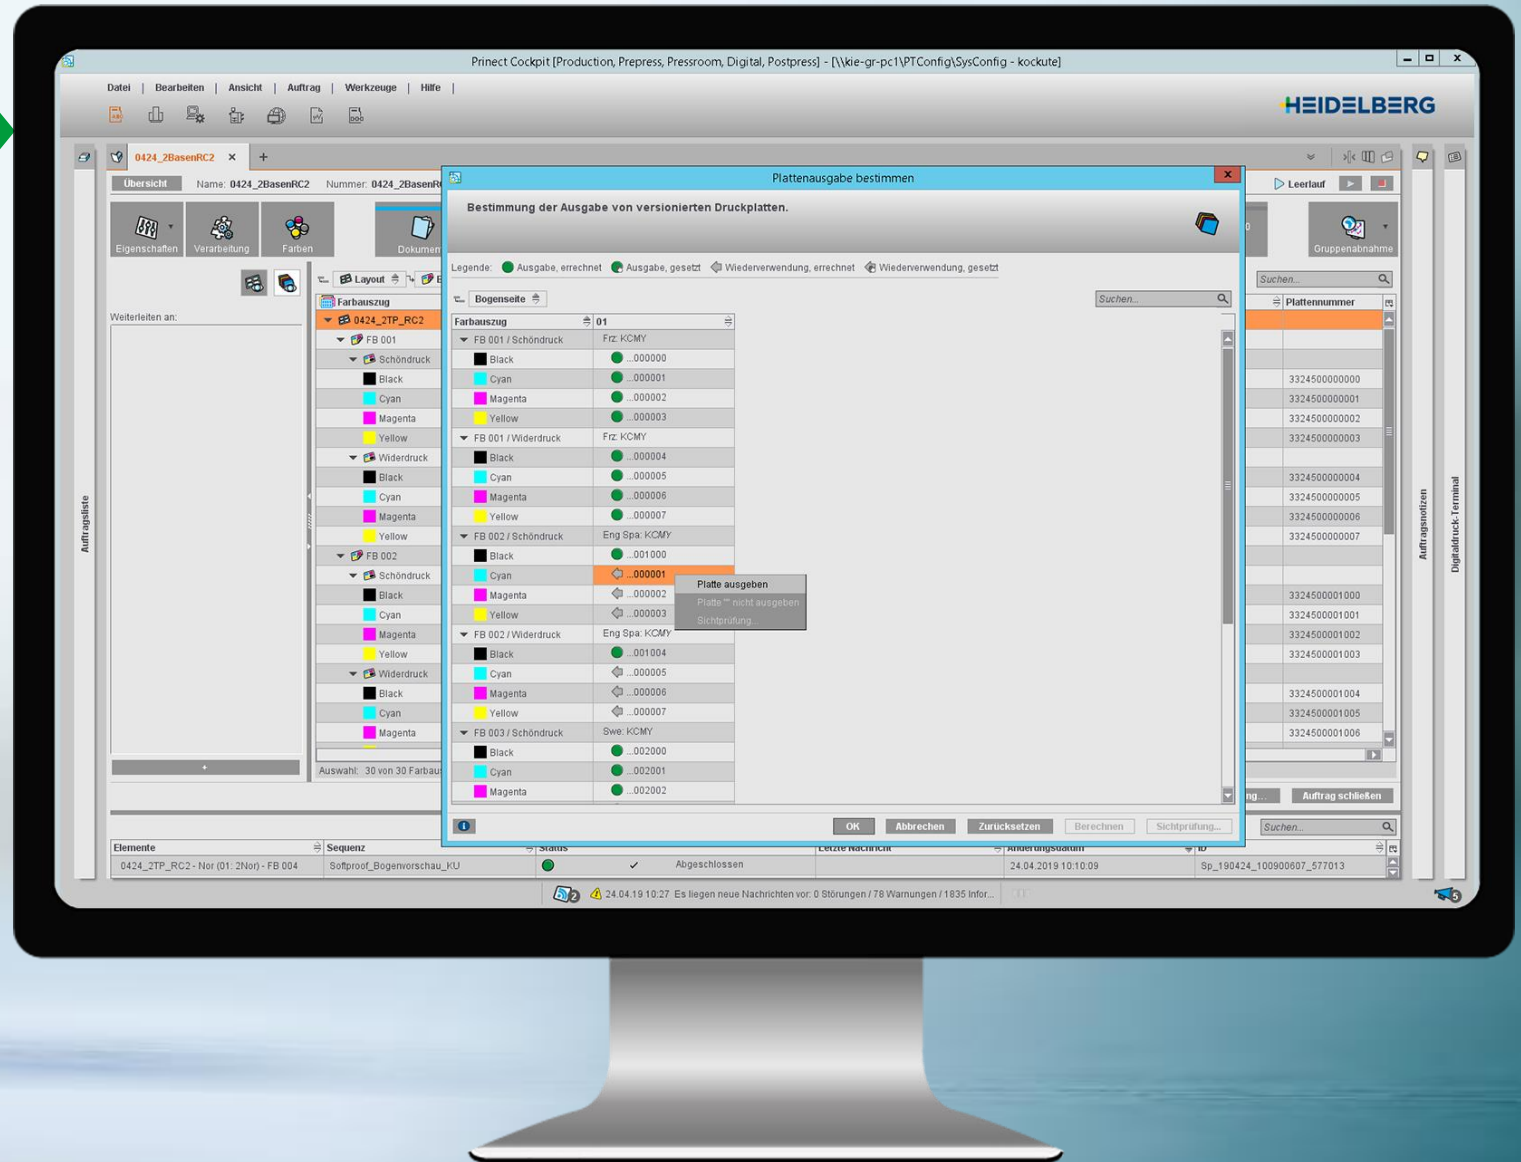 Prinect Cockpit [Production, Prepress, Pressroom, Digital, Postpress] - [\\kie-gr-pc1\PTConfig\SysConfig - kockute]
Datei | Bearbeiten | Ansicht | Auftrag | Werkzeuge | Hilfe |
HEIDELBERG
0424_2BasenRC2 x +
Übersicht Name: 0424_2BasenRC2 Nummer: 0424_2BasenR
Leerlauf
Eigenschaften Verarbeitung Farben Dokumen
Gruppenabnahme
Weiterleiten an:
Auftragsliste
Layout
Suchen...
Farbauszug Plattennummer
0424_2TP_RC2
FB 001
Schöndruck
Black 3324500000000
Cyan 3324500000001
Magenta 3324500000002
Yellow 3324500000003
Widerdruck
Black 3324500000004
Cyan 3324500000005
Magenta 3324500000006
Yellow 3324500000007
FB 002
Schöndruck
Black 3324500001000
Cyan 3324500001001
Magenta 3324500001002
Yellow 3324500001003
Widerdruck
Black 3324500001004
Cyan 3324500001005
Magenta 3324500001006
Auswahl: 30 von 30 Farbau
Plattenausgabe bestimmen
Bestimmung der Ausgabe von versionierten Druckplatten.
Legende: Ausgabe, errechnet Ausgabe, gesetzt Wiederverwendung, errechnet Wiederverwendung, gesetzt
Bogenseite
Suchen...
Farbauszug 01
FB 001 / Schöndruck Frz: KCMY
Black ...000000
Cyan ...000001
Magenta ...000002
Yellow ...000003
FB 001 / Widerdruck Frz: KCMY
Black ...000004
Cyan ...000005
Magenta ...000006
Yellow ...000007
FB 002 / Schöndruck Eng Spa: KCMY
Black ...001000
Cyan ...000001
Magenta ...000002
Yellow ...000003
FB 002 / Widerdruck Eng Spa: KCMY
Black ...001004
Cyan ...000005
Magenta ...000006
Yellow ...000007
FB 003 / Schöndruck Swe: KCMY
Black ...002000
Cyan ...002001
Magenta ...002002
Platte ausgeben
Platte "" nicht ausgeben
Sichtprüfung...
OK Abbrechen Zurücksetzen Berechnen Sichtprüfung...
ng... Auftrag schließen
Auftragsnotizen
Digitaldruck-Terminal
Suchen...
Elemente Sequenz Status Letzte Nachricht Änderungsdatum ID
0424_2TP_RC2 - Nor (01: 2Nor) - FB 004 Softproof_Bogenvorschau_KU Abgeschlossen 24.04.2019 10:10:09 Sp_190424_100900607_577013
2 24.04.19 10:27 Es liegen neue Nachrichten vor: 0 Störungen / 78 Warnungen / 1835 Infor...
5